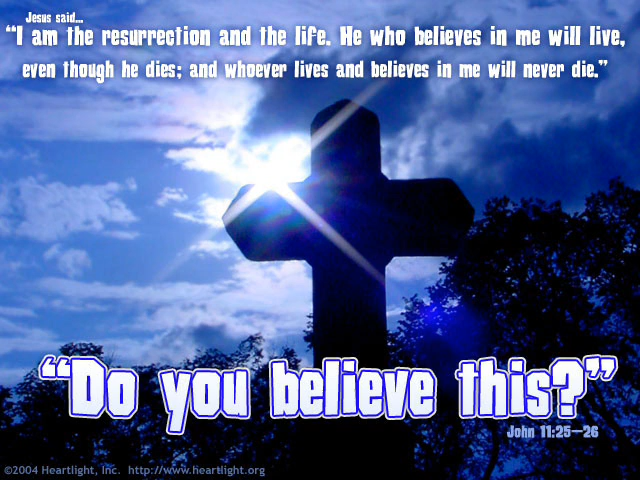 Jesus said...
“I am the resurrection and the life. He who believes in me will live,
even though he dies; and whoever lives and believes in me will never die.”
“Do you believe this?”
John 11:25—26
©2004 Heartlight, Inc. http://www.heartlight.org